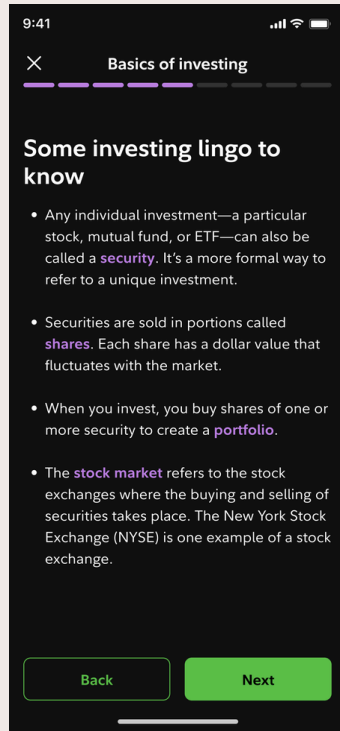 9:41
Basics of investing
Some investing lingo to
know
• Any individual investment—a particular
stock, mutual fund, or ETF—can also be
called a security. It’s a more formal way to
refer to a unique investment.
• Securities are sold in portions called
shares. Each share has a dollar value that
fluctuates with the market.
• When you invest, you buy shares of one or
more security to create a portfolio.
• The stock market refers to the stock
exchanges where the buying and selling of
securities takes place. The New York Stock
Exchange (NYSE) is one example of a stock
exchange.
Back
Next